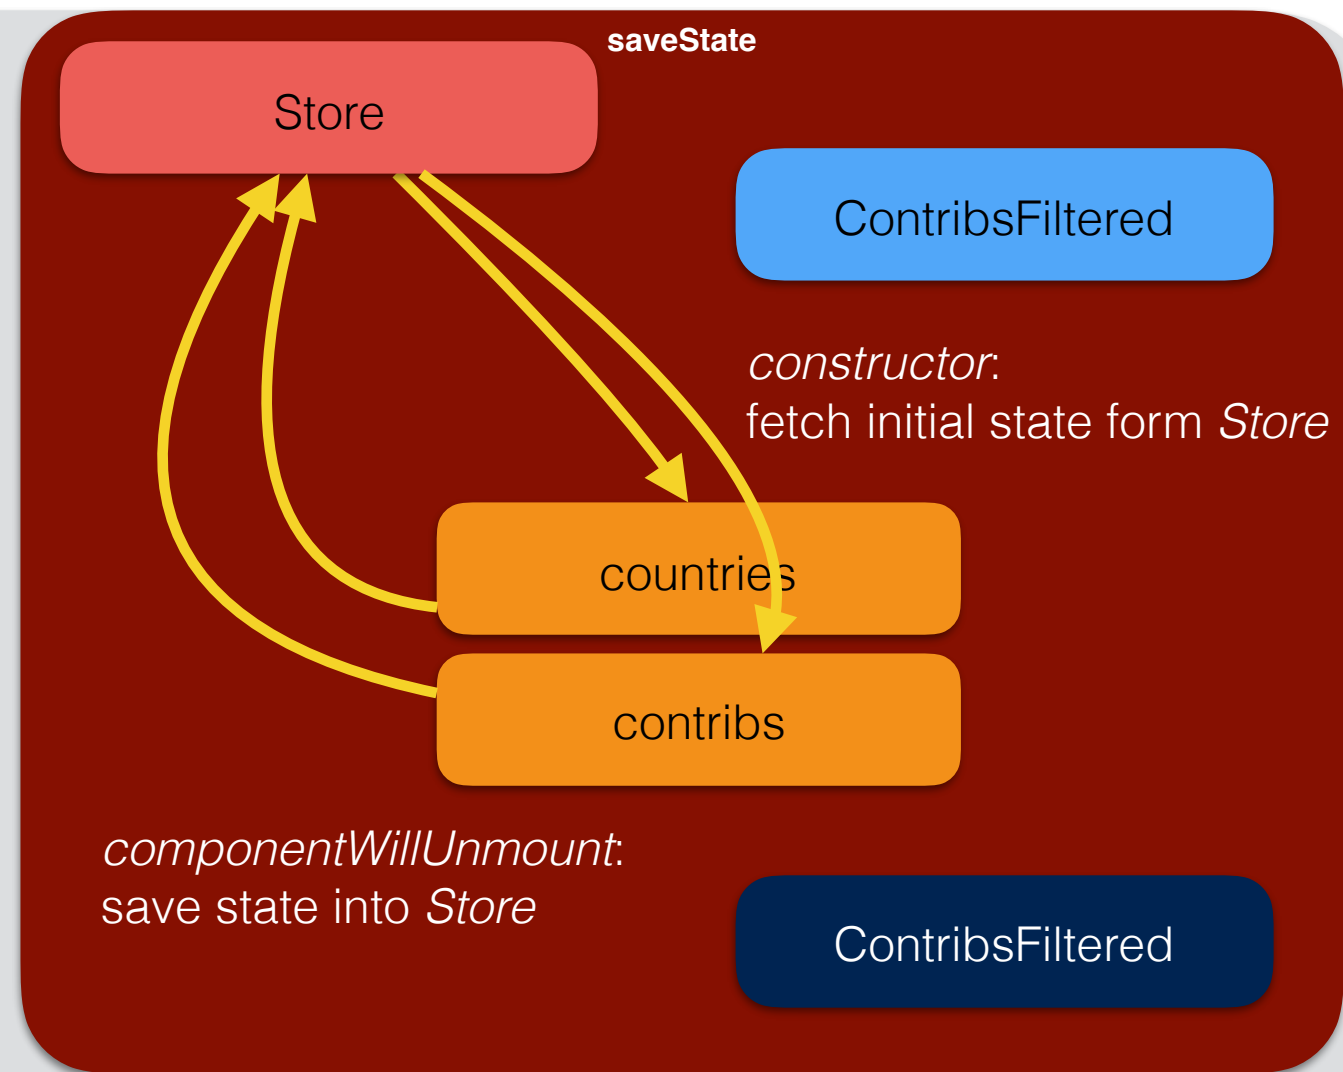 saveState
Store
ContribsFiltered
constructor:
fetch initial state form Store
countries
contribs
componentWillUnmount:
save state into Store
ContribsFiltered